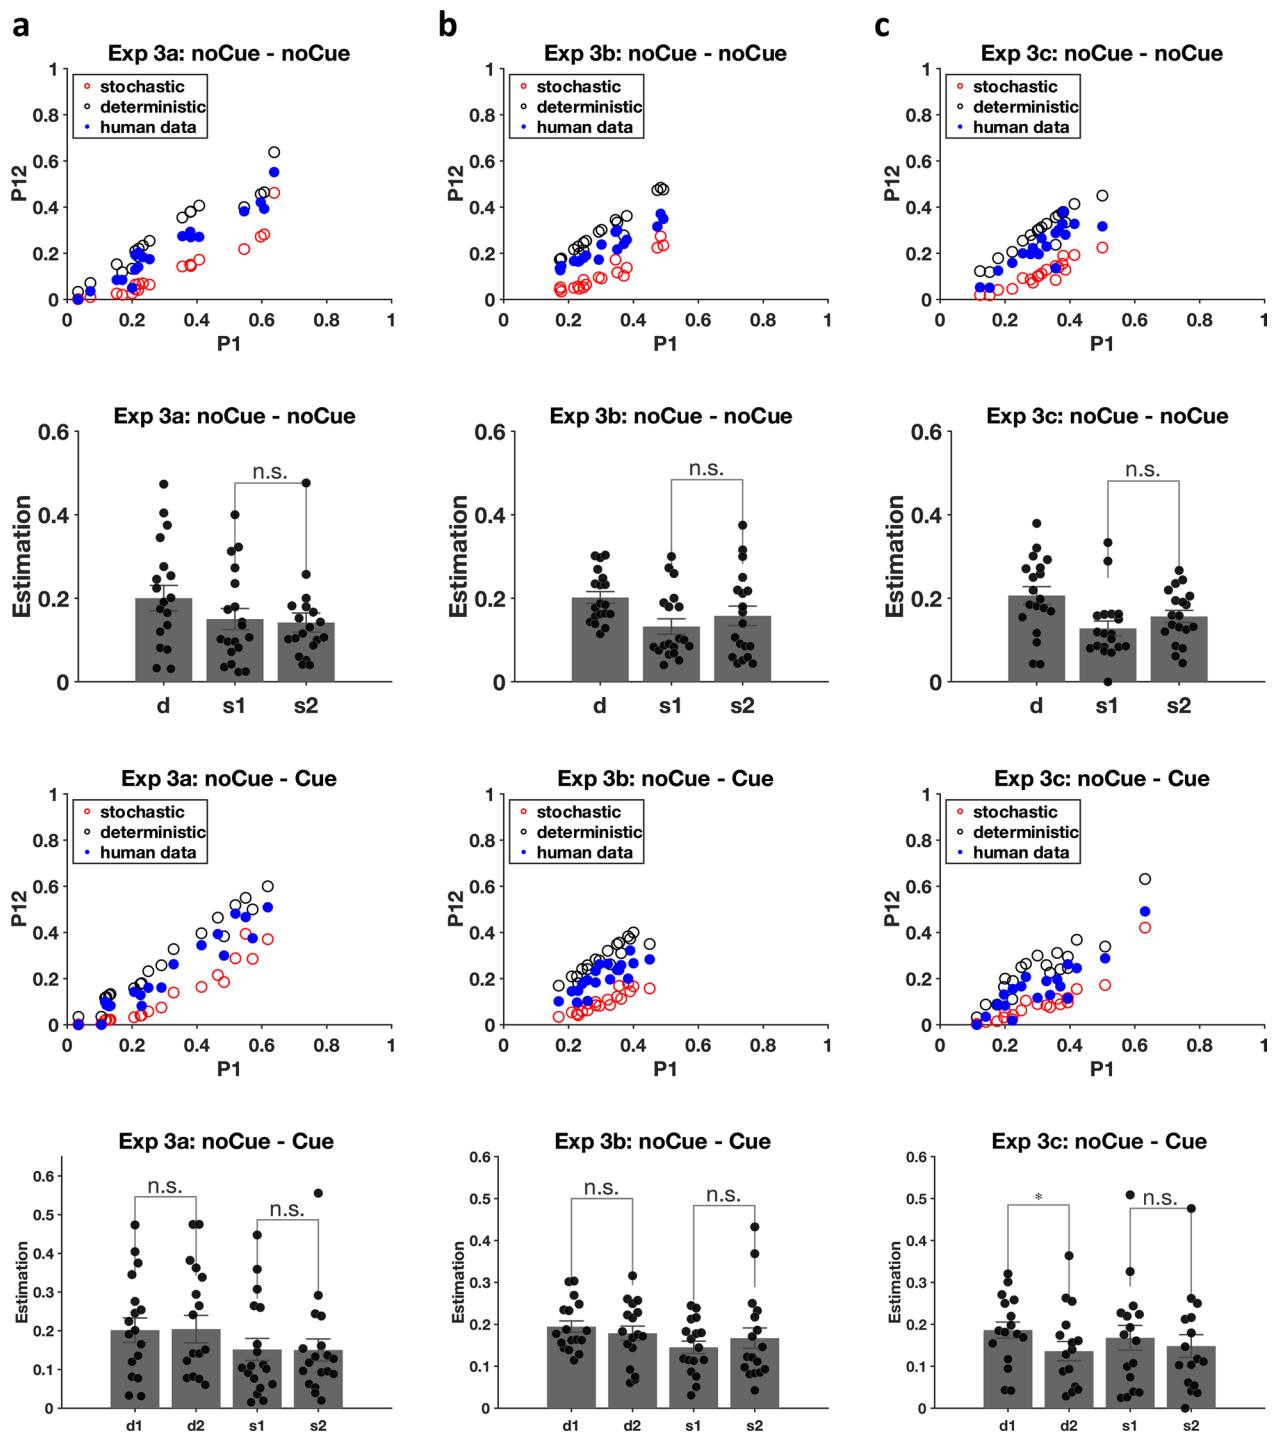 a b c
Exp 3a: noCue - noCue
1
0.8
0.6
0.4
0.2
0
P12
stochastic
deterministic
human data
0 0.2 0.4 0.6 0.8 1
P1
Exp 3b: noCue - noCue
1
0.8
0.6
0.4
0.2
0
P12
stochastic
deterministic
human data
0 0.2 0.4 0.6 0.8 1
P1
Exp 3c: noCue - noCue
1
0.8
0.6
0.4
0.2
0
P12
stochastic
deterministic
human data
0 0.2 0.4 0.6 0.8 1
P1
Exp 3a: noCue - noCue
0.6
0.4
0.2
0
Estimation
n.s.
d s1 s2
Exp 3b: noCue - noCue
0.6
0.4
0.2
0
Estimation
n.s.
d s1 s2
Exp 3c: noCue - noCue
0.6
0.4
0.2
0
Estimation
n.s.
d s1 s2
Exp 3a: noCue - Cue
1
0.8
0.6
0.4
0.2
0
P12
stochastic
deterministic
human data
0 0.2 0.4 0.6 0.8 1
P1
Exp 3b: noCue - Cue
1
0.8
0.6
0.4
0.2
0
P12
stochastic
deterministic
human data
0 0.2 0.4 0.6 0.8 1
P1
Exp 3c: noCue - Cue
1
0.8
0.6
0.4
0.2
0
P12
stochastic
deterministic
human data
0 0.2 0.4 0.6 0.8 1
P1
Exp 3a: noCue - Cue
0.6
0.5
0.4
0.3
0.2
0.1
0
Estimation
n.s.
n.s.
d1 d2 s1 s2
Exp 3b: noCue - Cue
0.6
0.5
0.4
0.3
0.2
0.1
0
Estimation
n.s.
n.s.
d1 d2 s1 s2
Exp 3c: noCue - Cue
0.6
0.5
0.4
0.3
0.2
0.1
0
Estimation
*
n.s.
d1 d2 s1 s2